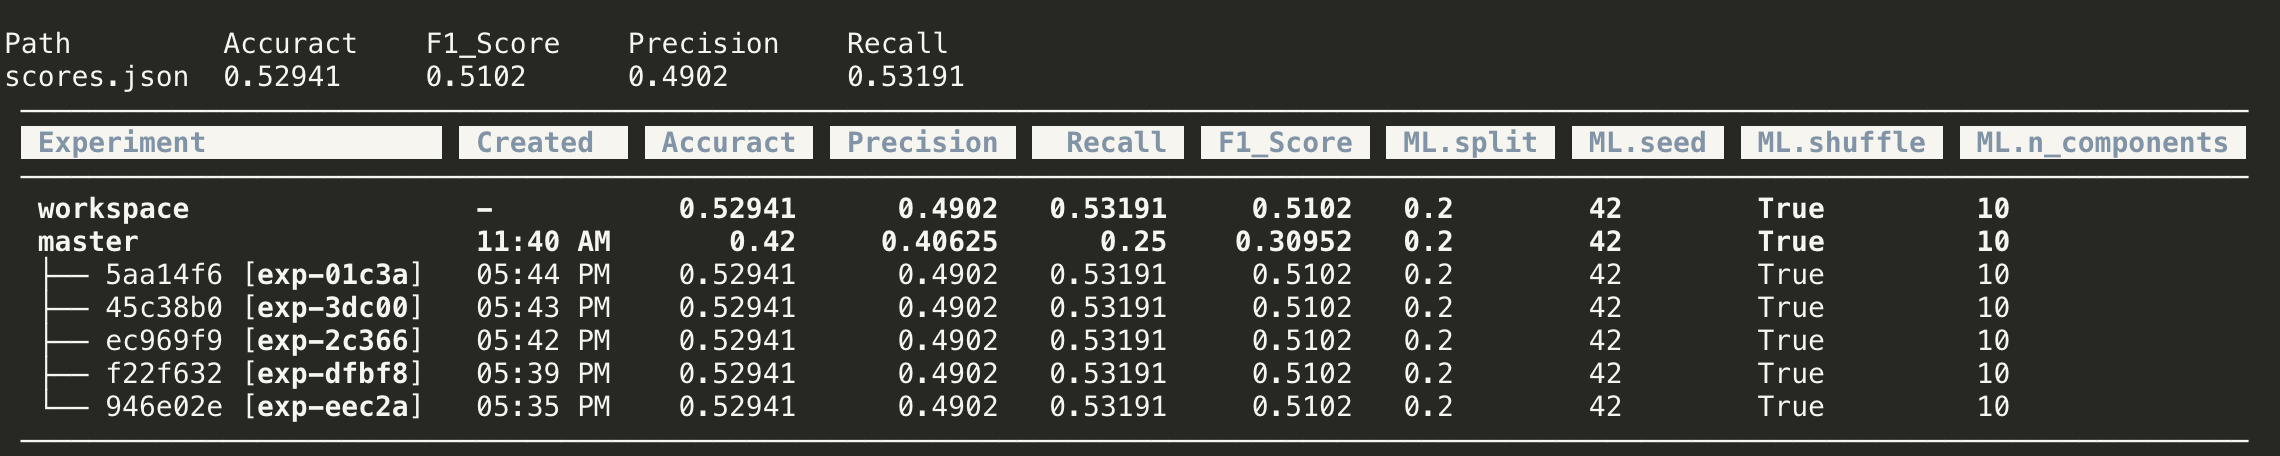 Path Accuract F1_Score Precision Recall
scores.json 0.52941 0.5102 0.4902 0.53191
Experiment Created Accuract Precision Recall F1_Score ML.split ML.seed ML.shuffle ML.n_components
workspace - 0.52941 0.4902 0.53191 0.5102 0.2 42 True 10
master 11:40 AM 0.42 0.40625 0.25 0.30952 0.2 42 True 10
├── 5aa14f6 [exp-01c3a] 05:44 PM 0.52941 0.4902 0.53191 0.5102 0.2 42 True 10
├── 45c38b0 [exp-3dc00] 05:43 PM 0.52941 0.4902 0.53191 0.5102 0.2 42 True 10
├── ec969f9 [exp-2c366] 05:42 PM 0.52941 0.4902 0.53191 0.5102 0.2 42 True 10
├── f22f632 [exp-dfbf8] 05:39 PM 0.52941 0.4902 0.53191 0.5102 0.2 42 True 10
└── 946e02e [exp-eec2a] 05:35 PM 0.52941 0.4902 0.53191 0.5102 0.2 42 True 10